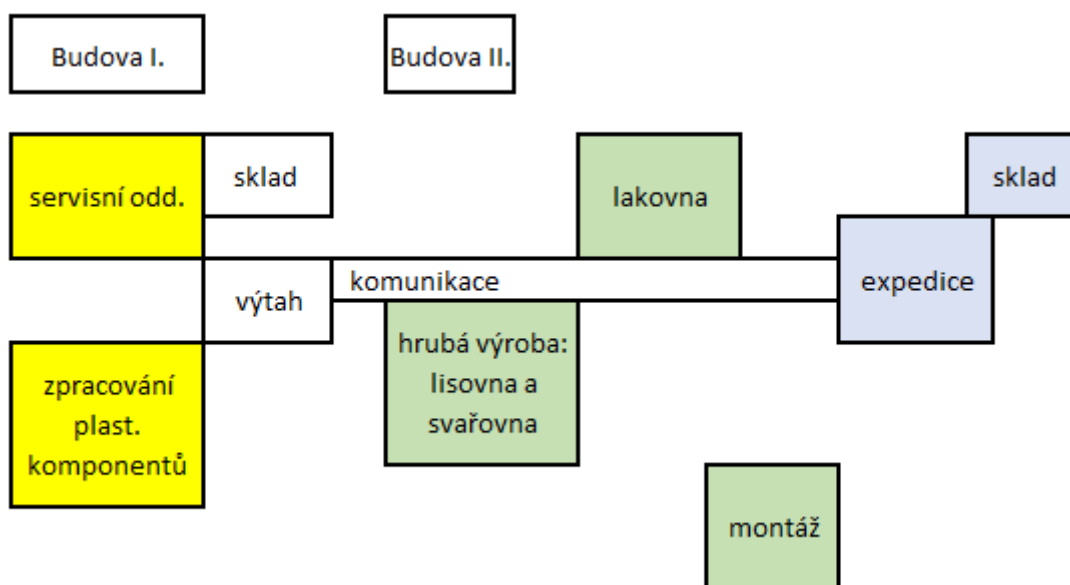 Budova I.
Budova II.
servisní odd.
sklad
lakovna
sklad
výtah
komunikace
expedice
hrubá výroba:
lisovna a
svařovna
zpracování
plast.
komponentů
montáž